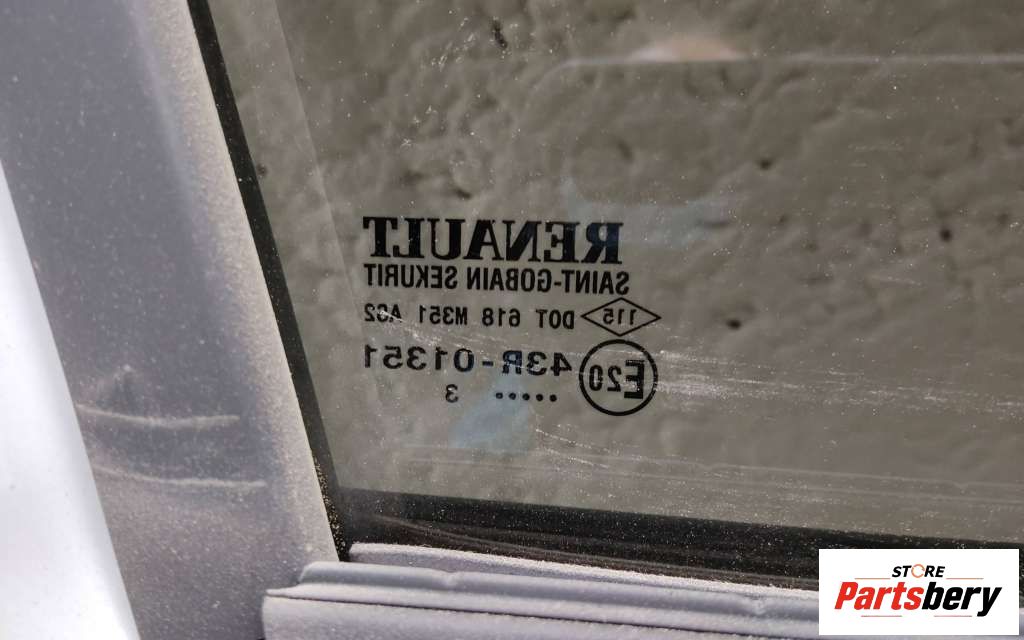 RENAULT
SAINT-GOBAIN SEKURIT
115 DOT 618 M351 AS2
E20 43R-01351
..... 3
STORE
Partsbery